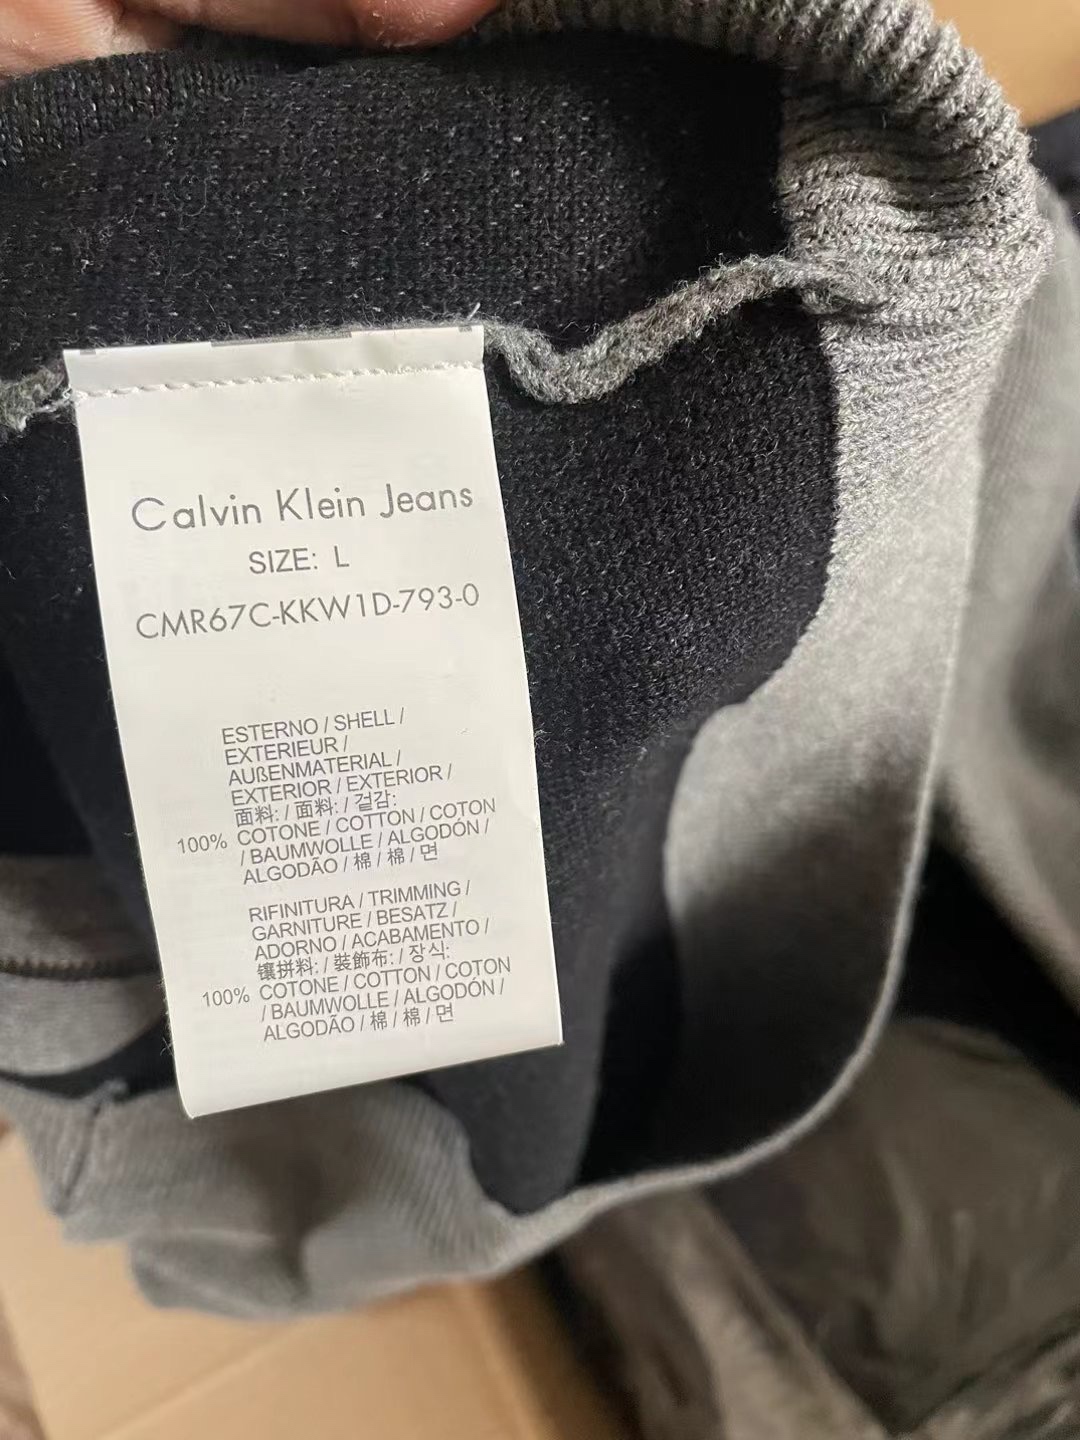 Calvin Klein Jeans
SIZE: L
CMR67C-KKW1D-793-0
ESTERNO / SHELL /
EXTERIEUR /
AUßENMATERIAL /
EXTERIOR / EXTERIOR /
面料: / 面料: / 겉감:
100% COTONE / COTTON / COTON
/ BAUMWOLLE / ALGODÓN /
ALGODÃO / 棉 / 棉 / 면
RIFINITURA / TRIMMING /
GARNITURE / BESATZ /
ADORNO / ACABAMENTO /
镶拼料: / 裝飾布: / 장식:
100% COTONE / COTTON / COTON
/ BAUMWOLLE / ALGODÓN /
ALGODÃO / 棉 / 棉 / 면